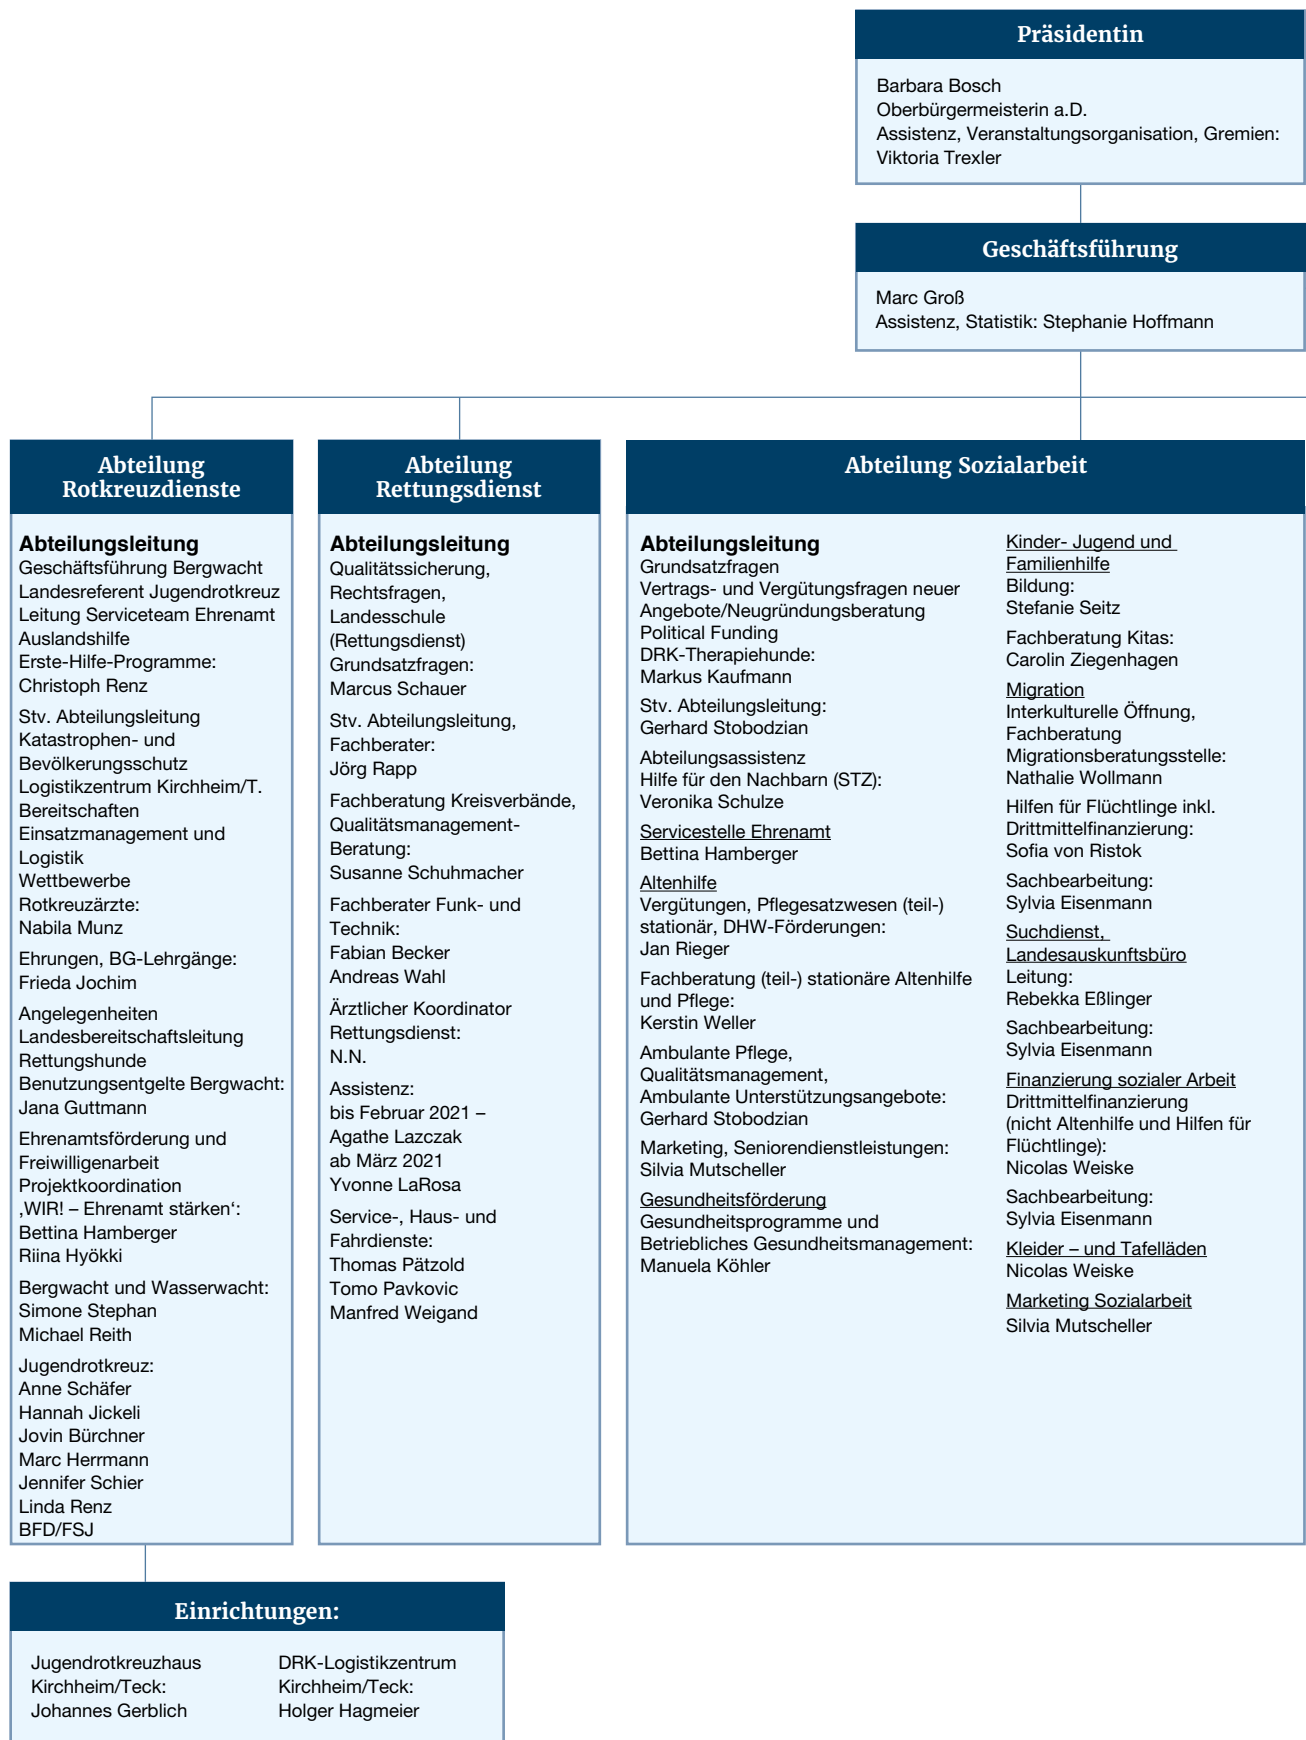 Präsidentin
Barbara Bosch
Oberbürgermeisterin a.D.
Assistenz, Veranstaltungsorganisation, Gremien:
Viktoria Trexler
Geschäftsführung
Marc Groß
Assistenz, Statistik: Stephanie Hoffmann
Abteilung
Rotkreuzdienste
Abteilungsleitung
Geschäftsführung Bergwacht
Landesreferent Jugendrotkreuz
Leitung Serviceteam Ehrenamt
Auslandshilfe
Erste-Hilfe-Programme:
Christoph Renz
Stv. Abteilungsleitung
Katastrophen- und
Bevölkerungsschutz
Logistikzentrum Kirchheim/T.
Bereitschaften
Einsatzmanagement und
Logistik
Wettbewerbe
Rotkreuzärzte:
Nabila Munz
Ehrungen, BG-Lehrgänge:
Frieda Jochim
Angelegenheiten
Landesbereitschaftsleitung
Rettungshunde
Benutzungsentgelte Bergwacht:
Jana Guttmann
Ehrenamtsförderung und
Freiwilligenarbeit
Projektkoordination
‚WIR! – Ehrenamt stärken‘:
Bettina Hamberger
Riina Hyökki
Bergwacht und Wasserwacht:
Simone Stephan
Michael Reith
Jugendrotkreuz:
Anne Schäfer
Hannah Jickeli
Jovin Bürchner
Marc Herrmann
Jennifer Schier
Linda Renz
BFD/FSJ
Abteilung
Rettungsdienst
Abteilungsleitung
Qualitätssicherung,
Rechtsfragen,
Landesschule
(Rettungsdienst)
Grundsatzfragen:
Marcus Schauer
Stv. Abteilungsleitung,
Fachberater:
Jörg Rapp
Fachberatung Kreisverbände,
Qualitätsmanagement-
Beratung:
Susanne Schuhmacher
Fachberater Funk- und
Technik:
Fabian Becker
Andreas Wahl
Ärztlicher Koordinator
Rettungsdienst:
N.N.
Assistenz:
bis Februar 2021 –
Agathe Lazczak
ab März 2021
Yvonne LaRosa
Service-, Haus- und
Fahrdienste:
Thomas Pätzold
Tomo Pavkovic
Manfred Weigand
Abteilung Sozialarbeit
Abteilungsleitung
Grundsatzfragen
Vertrags- und Vergütungsfragen neuer
Angebote/Neugründungsberatung
Political Funding
DRK-Therapiehunde:
Markus Kaufmann
Stv. Abteilungsleitung:
Gerhard Stobodzian
Abteilungsassistenz
Hilfe für den Nachbarn (STZ):
Veronika Schulze
Servicestelle Ehrenamt
Bettina Hamberger
Altenhilfe
Vergütungen, Pflegesatzwesen (teil-)
stationär, DHW-Förderungen:
Jan Rieger
Fachberatung (teil-) stationäre Altenhilfe
und Pflege:
Kerstin Weller
Ambulante Pflege,
Qualitätsmanagement,
Ambulante Unterstützungsangebote:
Gerhard Stobodzian
Marketing, Seniorendienstleistungen:
Silvia Mutscheller
Gesundheitsförderung
Gesundheitsprogramme und
Betriebliches Gesundheitsmanagement:
Manuela Köhler
Kinder- Jugend und
Familienhilfe
Bildung:
Stefanie Seitz
Fachberatung Kitas:
Carolin Ziegenhagen
Migration
Interkulturelle Öffnung,
Fachberatung
Migrationsberatungsstelle:
Nathalie Wollmann
Hilfen für Flüchtlinge inkl.
Drittmittelfinanzierung:
Sofia von Ristok
Sachbearbeitung:
Sylvia Eisenmann
Suchdienst,
Landesauskunftsbüro
Leitung:
Rebekka Eßlinger
Sachbearbeitung:
Sylvia Eisenmann
Finanzierung sozialer Arbeit
Drittmittelfinanzierung
(nicht Altenhilfe und Hilfen für
Flüchtlinge):
Nicolas Weiske
Sachbearbeitung:
Sylvia Eisenmann
Kleider – und Tafelläden
Nicolas Weiske
Marketing Sozialarbeit
Silvia Mutscheller
Einrichtungen:
Jugendrotkreuzhaus
Kirchheim/Teck:
Johannes Gerblich
DRK-Logistikzentrum
Kirchheim/Teck:
Holger Hagmeier